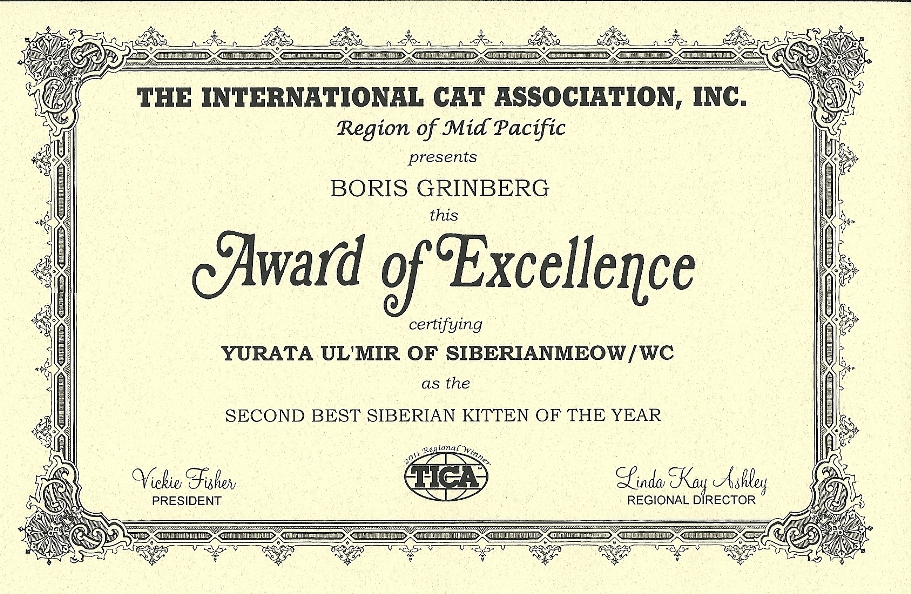 THE INTERNATIONAL CAT ASSOCIATION, INC.
Region of Mid Pacific
presents
BORIS GRINBERG
this
Award of Excellence
certifying
YURATA UL'MIR OF SIBERIANMEOW/WC
as the
SECOND BEST SIBERIAN KITTEN OF THE YEAR
2011 Regional Winner
TICA
Vickie Fisher
PRESIDENT
Linda Kay Ashley
REGIONAL DIRECTOR